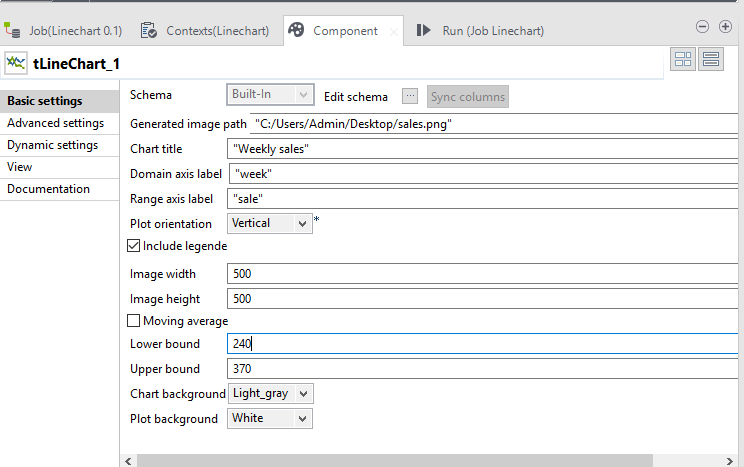 Job(Linechart 0.1) Contexts(Linechart) Component Run (Job Linechart)
tLineChart_1
Basic settings
Advanced settings
Dynamic settings
View
Documentation
Schema Built-In Edit schema ... Sync columns
Generated image path "C:/Users/Admin/Desktop/sales.png"
Chart title "Weekly sales"
Domain axis label "week"
Range axis label "sale"
Plot orientation Vertical *
Include legende
Image width 500
Image height 500
Moving average
Lower bound 240
Upper bound 370
Chart background Light_gray
Plot background White